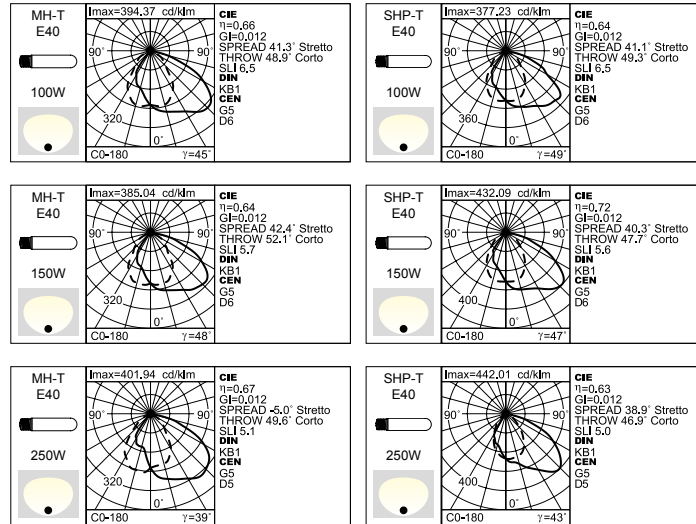 MH-T
E40
100W
Imax=394.37 cd/klm
90°
90°
320
0°
C0-180 γ=45°
CIE
η=0.66
GI=0.012
SPREAD 41.3° Stretto
THROW 48.9° Corto
SLI 6.5
DIN
KB1
CEN
G5
D6
SHP-T
E40
100W
Imax=377.23 cd/klm
90°
90°
360
0°
C0-180 γ=49°
CIE
η=0.64
GI=0.012
SPREAD 41.1° Stretto
THROW 49.3° Corto
SLI 6.5
DIN
KB1
CEN
G5
D6
MH-T
E40
150W
Imax=385.04 cd/klm
90°
90°
320
0°
C0-180 γ=48°
CIE
η=0.64
GI=0.012
SPREAD 42.4° Stretto
THROW 52.1° Corto
SLI 5.7
DIN
KB1
CEN
G5
D6
SHP-T
E40
150W
Imax=432.09 cd/klm
90°
90°
400
0°
C0-180 γ=47°
CIE
η=0.72
GI=0.012
SPREAD 40.3° Stretto
THROW 47.7° Corto
SLI 5.6
DIN
KB1
CEN
G5
D6
MH-T
E40
250W
Imax=401.94 cd/klm
90°
90°
320
0°
C0-180 γ=39°
CIE
η=0.67
GI=0.012
SPREAD -5.0° Stretto
THROW 49.6° Corto
SLI 5.1
DIN
KB1
CEN
G5
D5
SHP-T
E40
250W
Imax=442.01 cd/klm
90°
90°
400
0°
C0-180 γ=43°
CIE
η=0.63
GI=0.012
SPREAD 38.9° Stretto
THROW 46.9° Corto
SLI 5.0
DIN
KB1
CEN
G5
D5